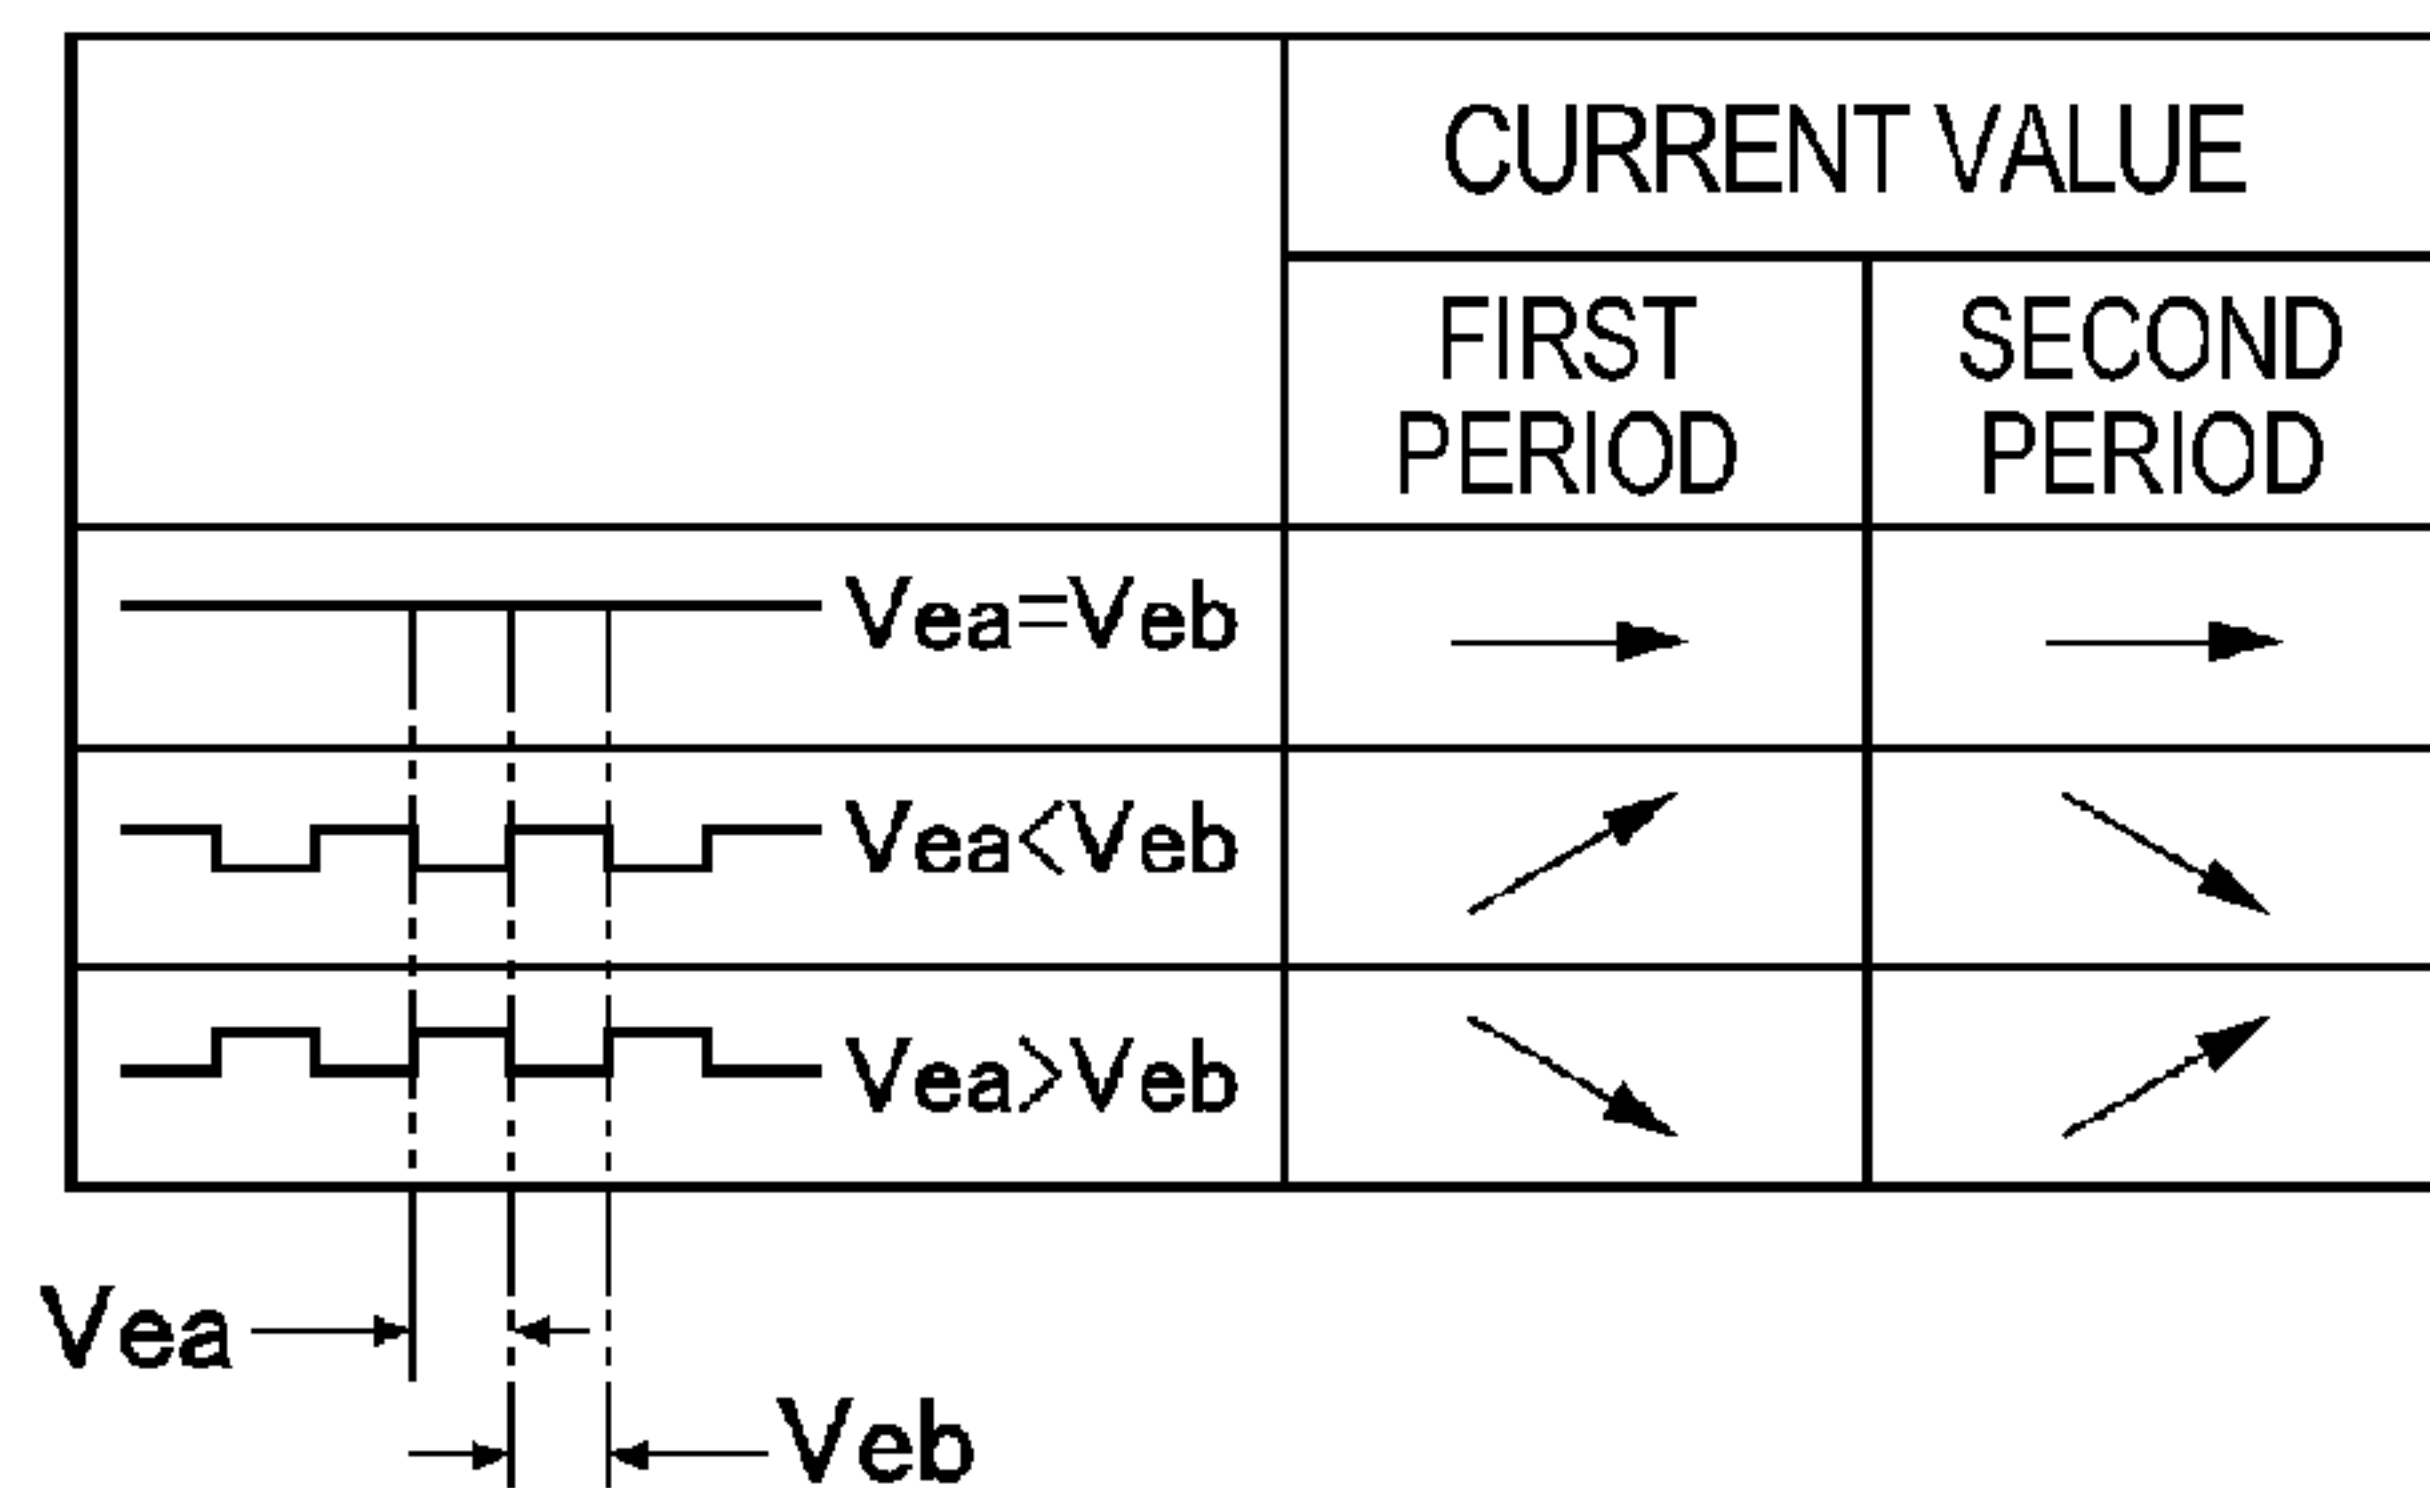 CURRENT VALUE
FIRST PERIOD
SECOND PERIOD
Vea=Veb
Vea<Veb
Vea>Veb
Vea
Veb